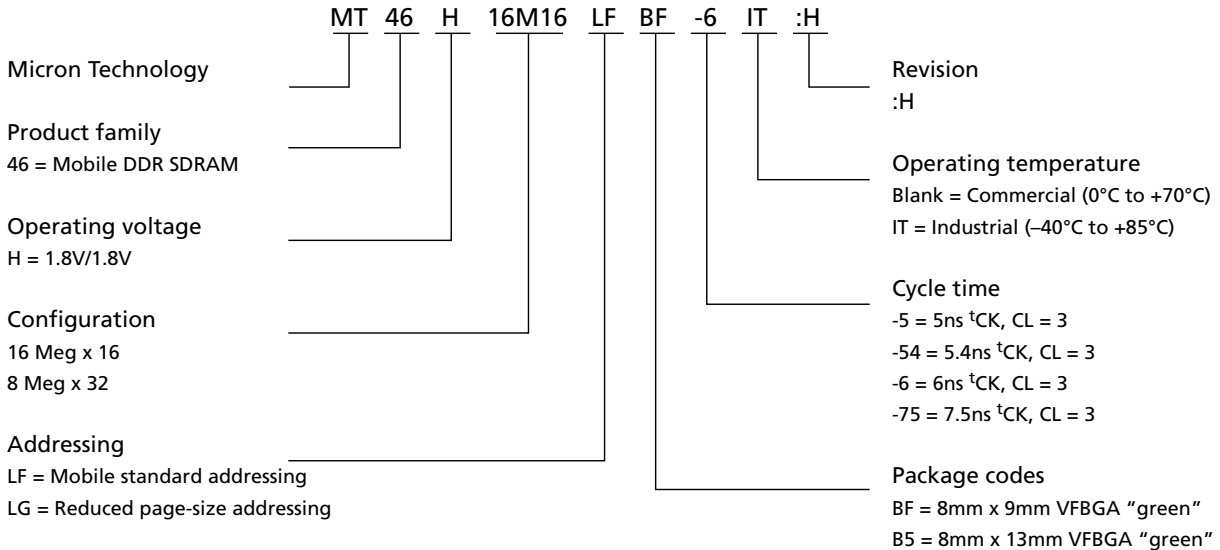 MT 46 H 16M16 LF BF -6 IT :H
Micron Technology
Product family
46 = Mobile DDR SDRAM
Operating voltage
H = 1.8V/1.8V
Configuration
16 Meg x 16
8 Meg x 32
Addressing
LF = Mobile standard addressing
LG = Reduced page-size addressing
Revision
:H
Operating temperature
Blank = Commercial (0°C to +70°C)
IT = Industrial (–40°C to +85°C)
Cycle time
-5 = 5ns ᵗCK, CL = 3
-54 = 5.4ns ᵗCK, CL = 3
-6 = 6ns ᵗCK, CL = 3
-75 = 7.5ns ᵗCK, CL = 3
Package codes
BF = 8mm x 9mm VFBGA “green”
B5 = 8mm x 13mm VFBGA “green”